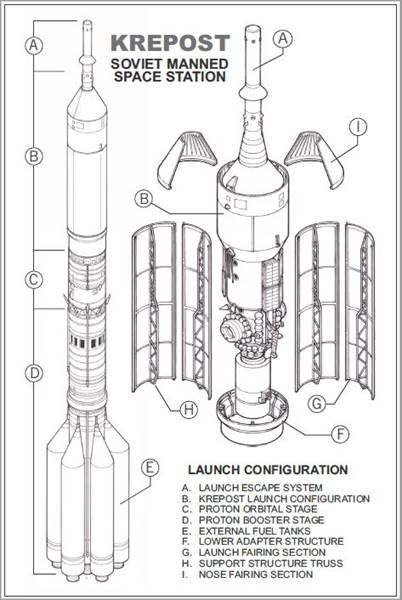 KREPOST
SOVIET MANNED
SPACE STATION
A
B
C
D
E
A
I
B
H
G
F
LAUNCH CONFIGURATION
A. LAUNCH ESCAPE SYSTEM
B. KREPOST LAUNCH CONFIGURATION
C. PROTON ORBITAL STAGE
D. PROTON BOOSTER STAGE
E. EXTERNAL FUEL TANKS
F. LOWER ADAPTER STRUCTURE
G. LAUNCH FAIRING SECTION
H. SUPPORT STRUCTURE TRUSS
I. NOSE FAIRING SECTION